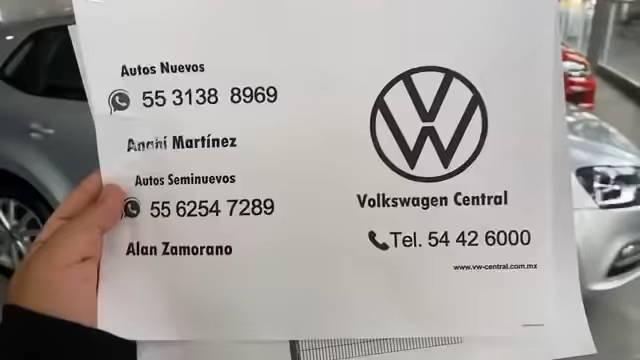 Autos Nuevos
55 3138 8969
Anahí Martínez
Autos Seminuevos
55 6254 7289
Alan Zamorano
VW
Volkswagen Central
Tel. 54 42 6000
www.vw-central.com.mx